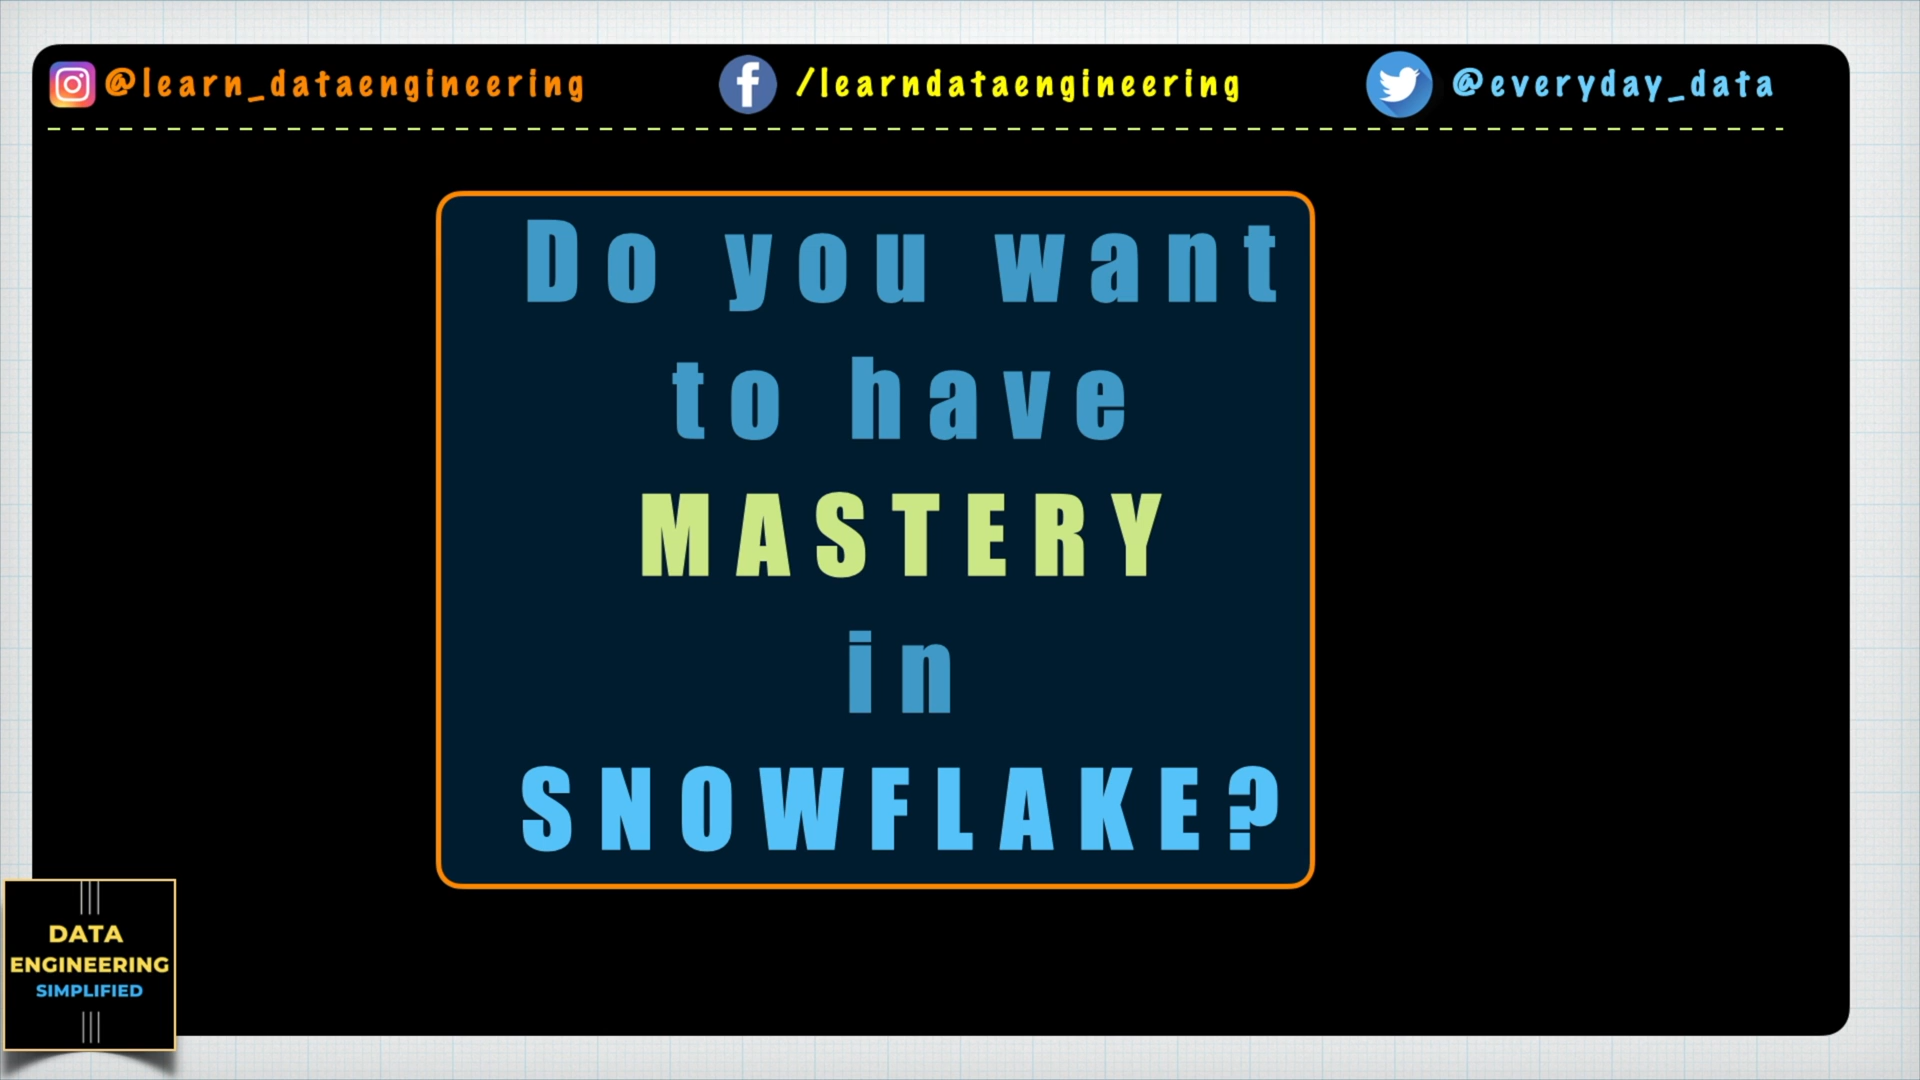 @learn_dataengineering
/learndataengineering
@everyday_data
Do you want
to have
MASTERY
in
SNOWFLAKE?
DATA
ENGINEERING
SIMPLIFIED